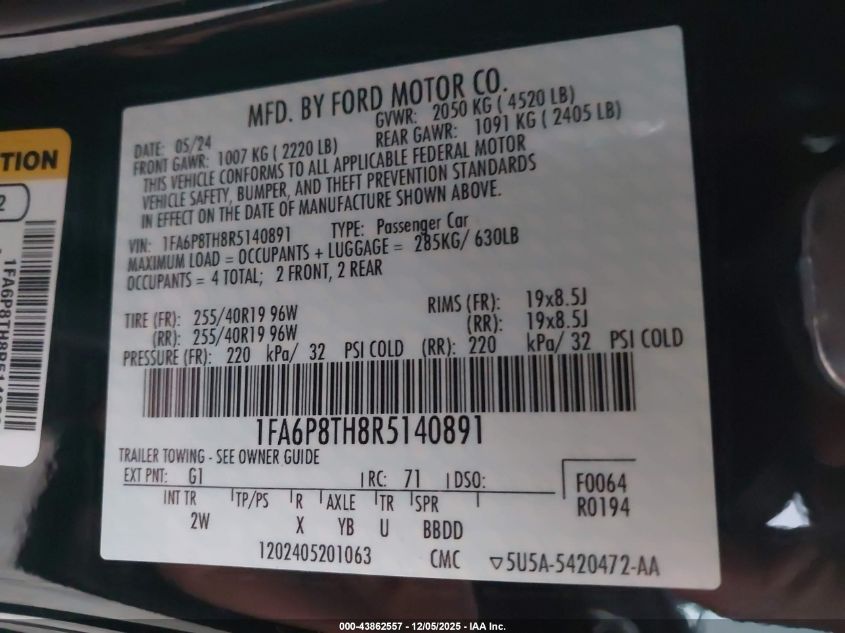 TION
2
1FA6P8TH8R5140891
MFD. BY FORD MOTOR CO.
DATE: 05/24 GVWR: 2050 KG ( 4520 LB)
FRONT GAWR: 1007 KG ( 2220 LB) REAR GAWR: 1091 KG ( 2405 LB)
THIS VEHICLE CONFORMS TO ALL APPLICABLE FEDERAL MOTOR
VEHICLE SAFETY, BUMPER, AND THEFT PREVENTION STANDARDS
IN EFFECT ON THE DATE OF MANUFACTURE SHOWN ABOVE.
VIN: 1FA6P8TH8R5140891 TYPE: Passenger Car
MAXIMUM LOAD = OCCUPANTS + LUGGAGE = 285KG/ 630LB
OCCUPANTS = 4 TOTAL; 2 FRONT, 2 REAR
TIRE (FR): 255/40R19 96W RIMS (FR): 19x8.5J
(RR): 255/40R19 96W (RR): 19x8.5J
PRESSURE (FR): 220 kPa/ 32 PSI COLD (RR): 220 kPa/ 32 PSI COLD
1FA6P8TH8R5140891
TRAILER TOWING - SEE OWNER GUIDE
EXT PNT: G1 RC: 71 DSO: F0064
INT TR TP/PS R AXLE TR SPR R0194
2W X YB U BBDD
1202405201063 CMC ▽5U5A-5420472-AA
000-43862557 - 12/05/2025 - IAA Inc.